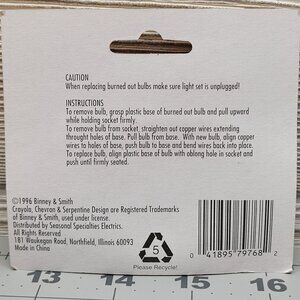 CAUTION
When replacing burned out bulbs make sure light set is unplugged!
INSTRUCTIONS
To remove bulb, grasp plastic base of burned out bulb and pull upward
while holding socket firmly.
To remove bulb from socket, straighten out copper wires extending
through holes of base. Pull bulb from base. With new bulb, align copper
wires to holes of base, push bulb to base and bend wires back into place.
To replace bulb, align plastic base of bulb with oblong hole in socket and
push until firmly seated.
©1996 Binney & Smith
Crayola, Chevron & Serpentine Design are Registered Trademarks
of Binney & Smith, used under license.
Distributed by Seasonal Specialties Electrics.
All Rights Reserved
181 Waukegan Road, Northfield, Illinois 60093
5
Please Recycle!
0 41895 79768 2
13 14 15 16